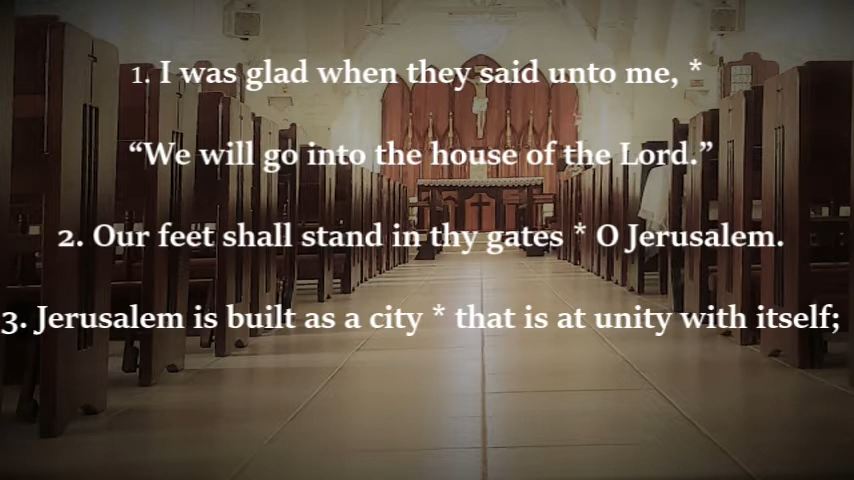 1. I was glad when they said unto me, *
“We will go into the house of the Lord.”
2. Our feet shall stand in thy gates * O Jerusalem.
3. Jerusalem is built as a city * that is at unity with itself;